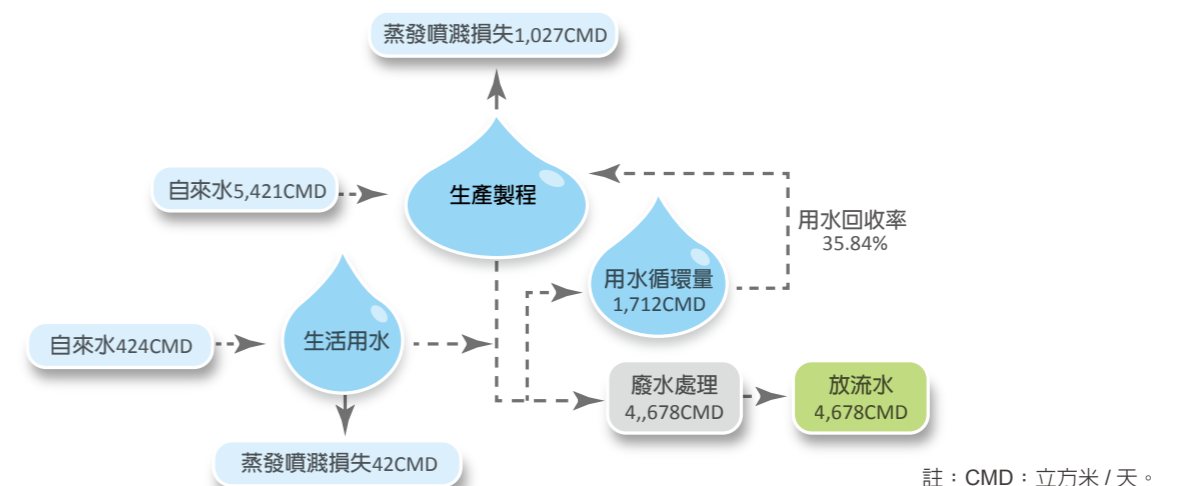 蒸發噴濺損失1,027CMD
自來水5,421CMD
生產製程
用水回收率
35.84%
用水循環量
1,712CMD
自來水424CMD
生活用水
廢水處理
4,,678CMD
放流水
4,678CMD
蒸發噴濺損失42CMD
註：CMD：立方米 / 天。